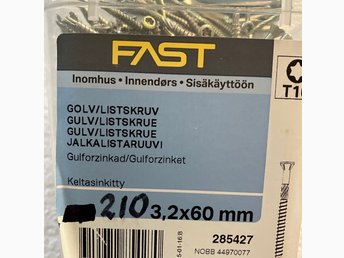 FAST
Inomhus • Innendørs • Sisäkäyttöön
GOLV/LISTSKRUV
GULV/LISTSKRUE
GULV/LISTSKRUE
JALKALISTARUUVI
Gulforzinkad/Gulforzinket
Keltasinkitty
210 3,2x60 mm
285427
NOBB 44970077